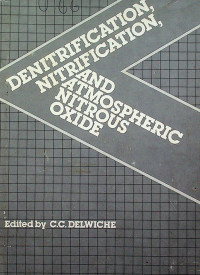 DENITRIFICATION,
NITRIFICATION,
AND
ATMOSPHERIC
NITROUS
OXIDE
Edited by C.C. DELWICHE